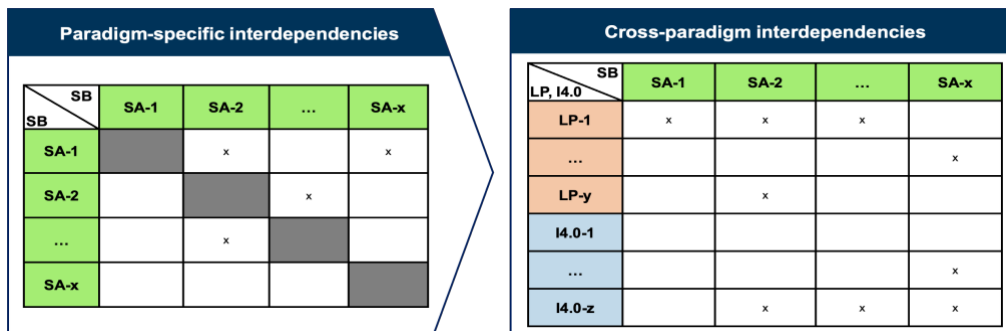 Paradigm-specific interdependencies
SB
SB
SA-1
SA-2
...
SA-x
SA-1
x
x
SA-2
x
...
x
SA-x
Cross-paradigm interdependencies
SB
LP, I4.0
SA-1
SA-2
...
SA-x
LP-1
x
x
x
...
x
LP-y
x
I4.0-1
...
x
I4.0-z
x
x
x